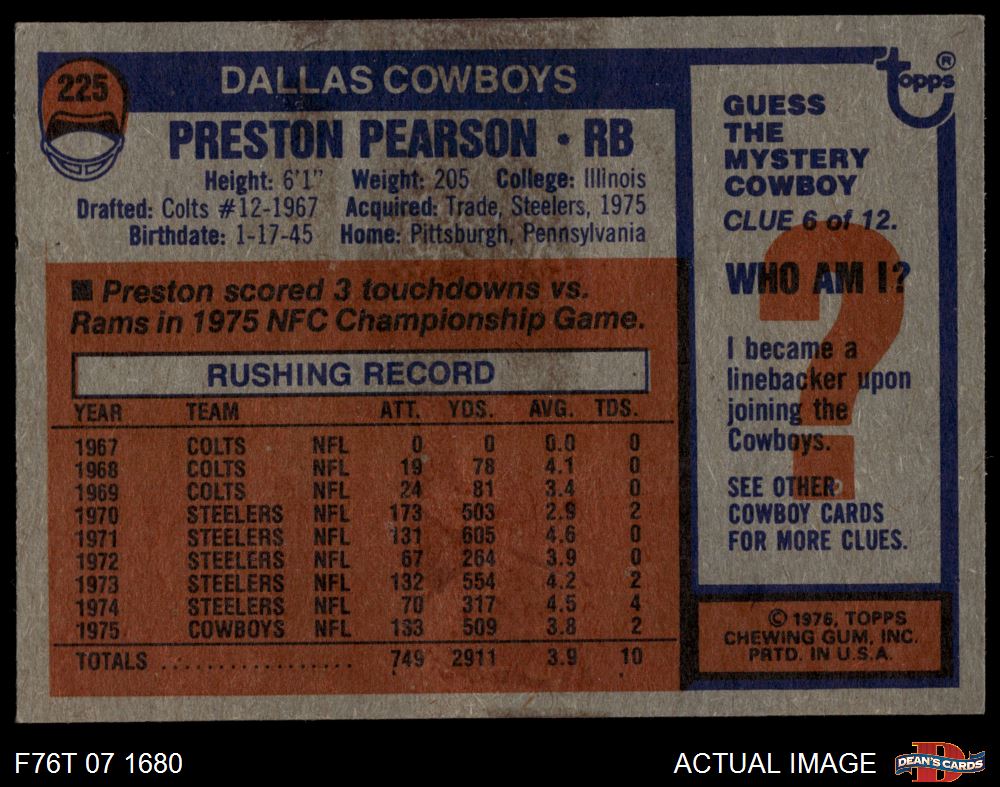 225
DALLAS COWBOYS
PRESTON PEARSON • RB
Height: 6'1" Weight: 205 College: Illinois
Drafted: Colts #12-1967 Acquired: Trade, Steelers, 1975
Birthdate: 1-17-45 Home: Pittsburgh, Pennsylvania
■ Preston scored 3 touchdowns vs.
Rams in 1975 NFC Championship Game.
RUSHING RECORD
YEAR TEAM ATT. YDS. AVG. TDS.
1967 COLTS NFL 0 0 0.0 0
1968 COLTS NFL 19 78 4.1 0
1969 COLTS NFL 24 81 3.4 0
1970 STEELERS NFL 173 503 2.9 2
1971 STEELERS NFL 131 605 4.6 0
1972 STEELERS NFL 67 264 3.9 0
1973 STEELERS NFL 132 554 4.2 2
1974 STEELERS NFL 70 317 4.5 4
1975 COWBOYS NFL 133 509 3.8 2
TOTALS .................. 749 2911 3.9 10
Topps®
GUESS
THE
MYSTERY
COWBOY
CLUE 6 of 12.
WHO AM I?
?
I became a
linebacker upon
joining the
Cowboys.
SEE OTHER
COWBOY CARDS
FOR MORE CLUES.
© 1976, TOPPS
CHEWING GUM, INC.
PRTD. IN U.S.A.
F76T 07 1680
ACTUAL IMAGE
D
DEAN'S CARDS